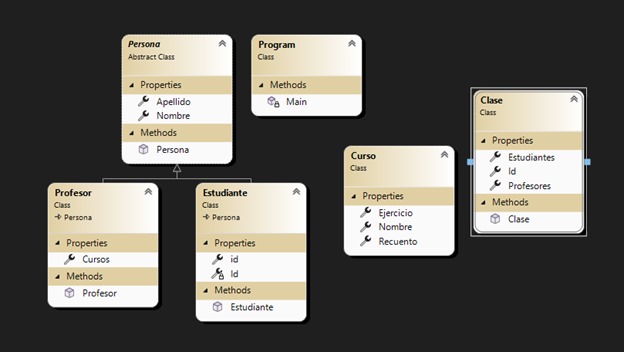 Persona
Abstract Class
Properties
Apellido
Nombre
Methods
Persona
Program
Class
Methods
Main
Clase
Class
Properties
Estudiantes
Id
Profesores
Methods
Clase
Curso
Class
Properties
Ejercicio
Nombre
Recuento
Profesor
Class
Persona
Properties
Cursos
Methods
Profesor
Estudiante
Class
Persona
Properties
id
Id
Methods
Estudiante